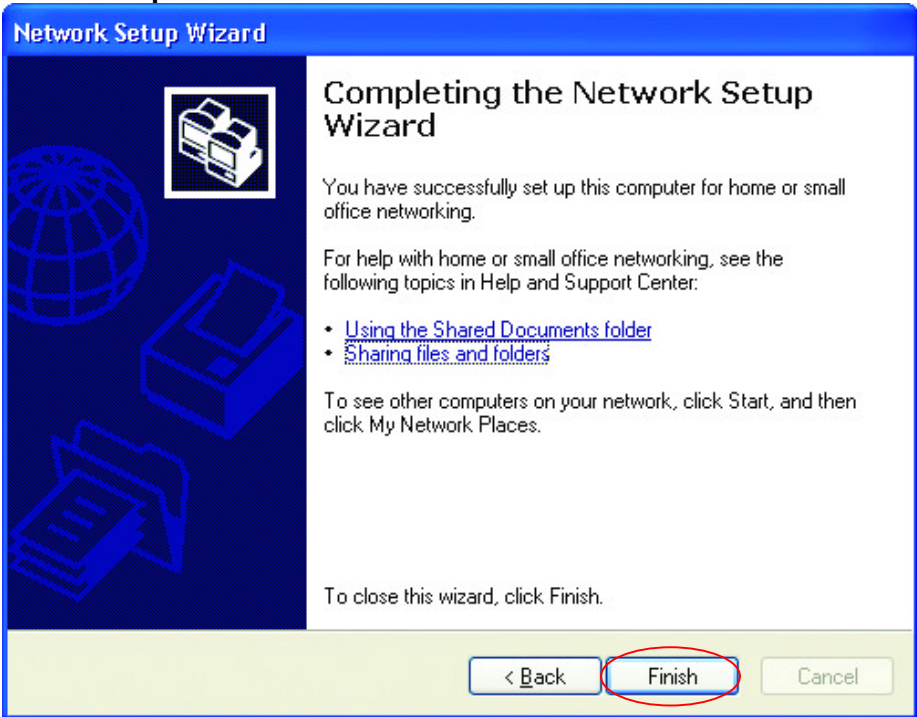 Network Setup Wizard
Completing the Network Setup
Wizard
You have successfully set up this computer for home or small
office networking.
For help with home or small office networking, see the
following topics in Help and Support Center:
• Using the Shared Documents folder
• Sharing files and folders
To see other computers on your network, click Start, and then
click My Network Places.
To close this wizard, click Finish.
< Back Finish Cancel